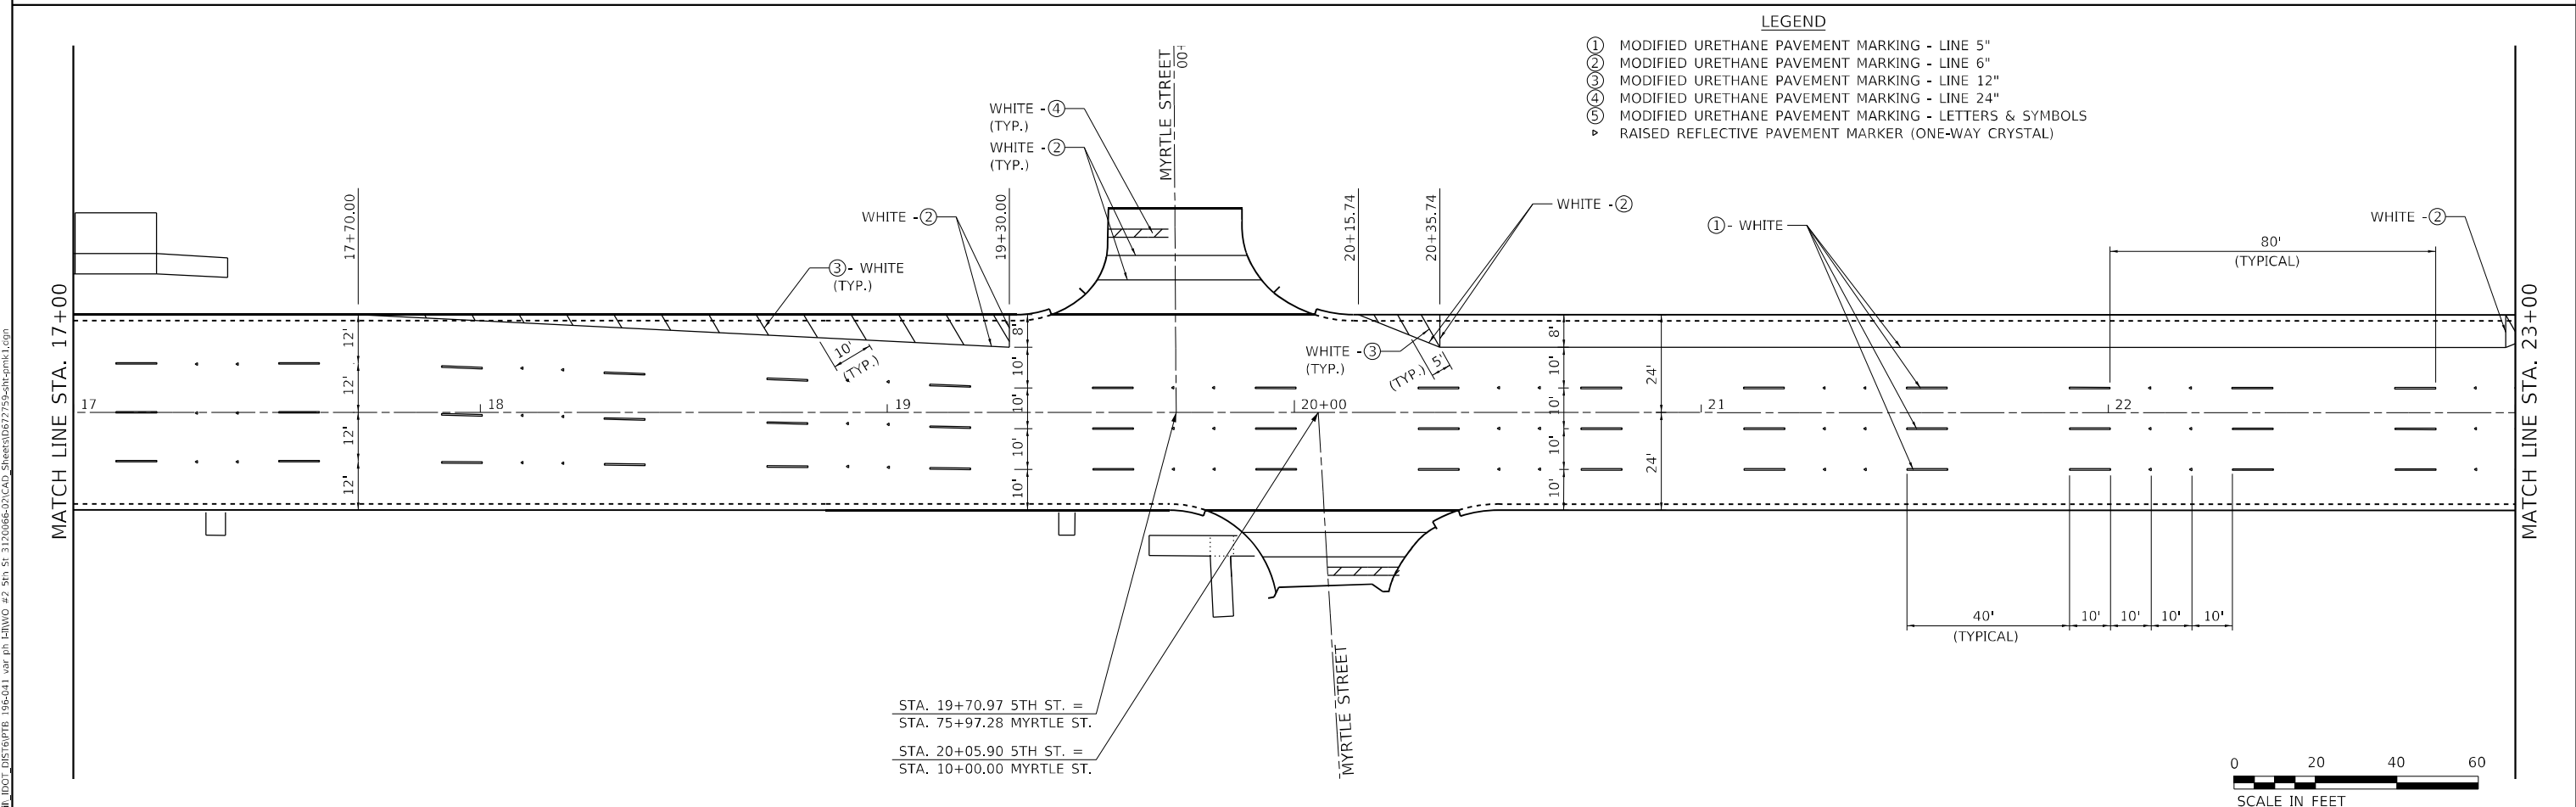 LEGEND
① MODIFIED URETHANE PAVEMENT MARKING - LINE 5"
② MODIFIED URETHANE PAVEMENT MARKING - LINE 6"
③ MODIFIED URETHANE PAVEMENT MARKING - LINE 12"
④ MODIFIED URETHANE PAVEMENT MARKING - LINE 24"
⑤ MODIFIED URETHANE PAVEMENT MARKING - LETTERS & SYMBOLS
RAISED REFLECTIVE PAVEMENT MARKER (ONE-WAY CRYSTAL)
MATCH LINE STA. 17+00
17+70.00
WHITE -④
(TYP.)
WHITE -②
(TYP.)
MYRTLE STREET
00+
WHITE -②
③- WHITE
(TYP.)
19+30.00
20+15.74
20+35.74
WHITE -②
①- WHITE
80'
(TYPICAL)
WHITE -②
MATCH LINE STA. 23+00
12'
12'
12'
12'
10'
(TYP.)
8'
10'
10'
10'
10'
WHITE -③
(TYP.)
5'
(TYP.)
8'
10'
10'
10'
10'
24'
24'
17
18
19
20+00
21
22
40'
(TYPICAL)
10'
10'
10'
10'
MYRTLE STREET
STA. 19+70.97 5TH ST. =
STA. 75+97.28 MYRTLE ST.
STA. 20+05.90 5TH ST. =
STA. 10+00.00 MYRTLE ST.
0 20 40 60
SCALE IN FEET